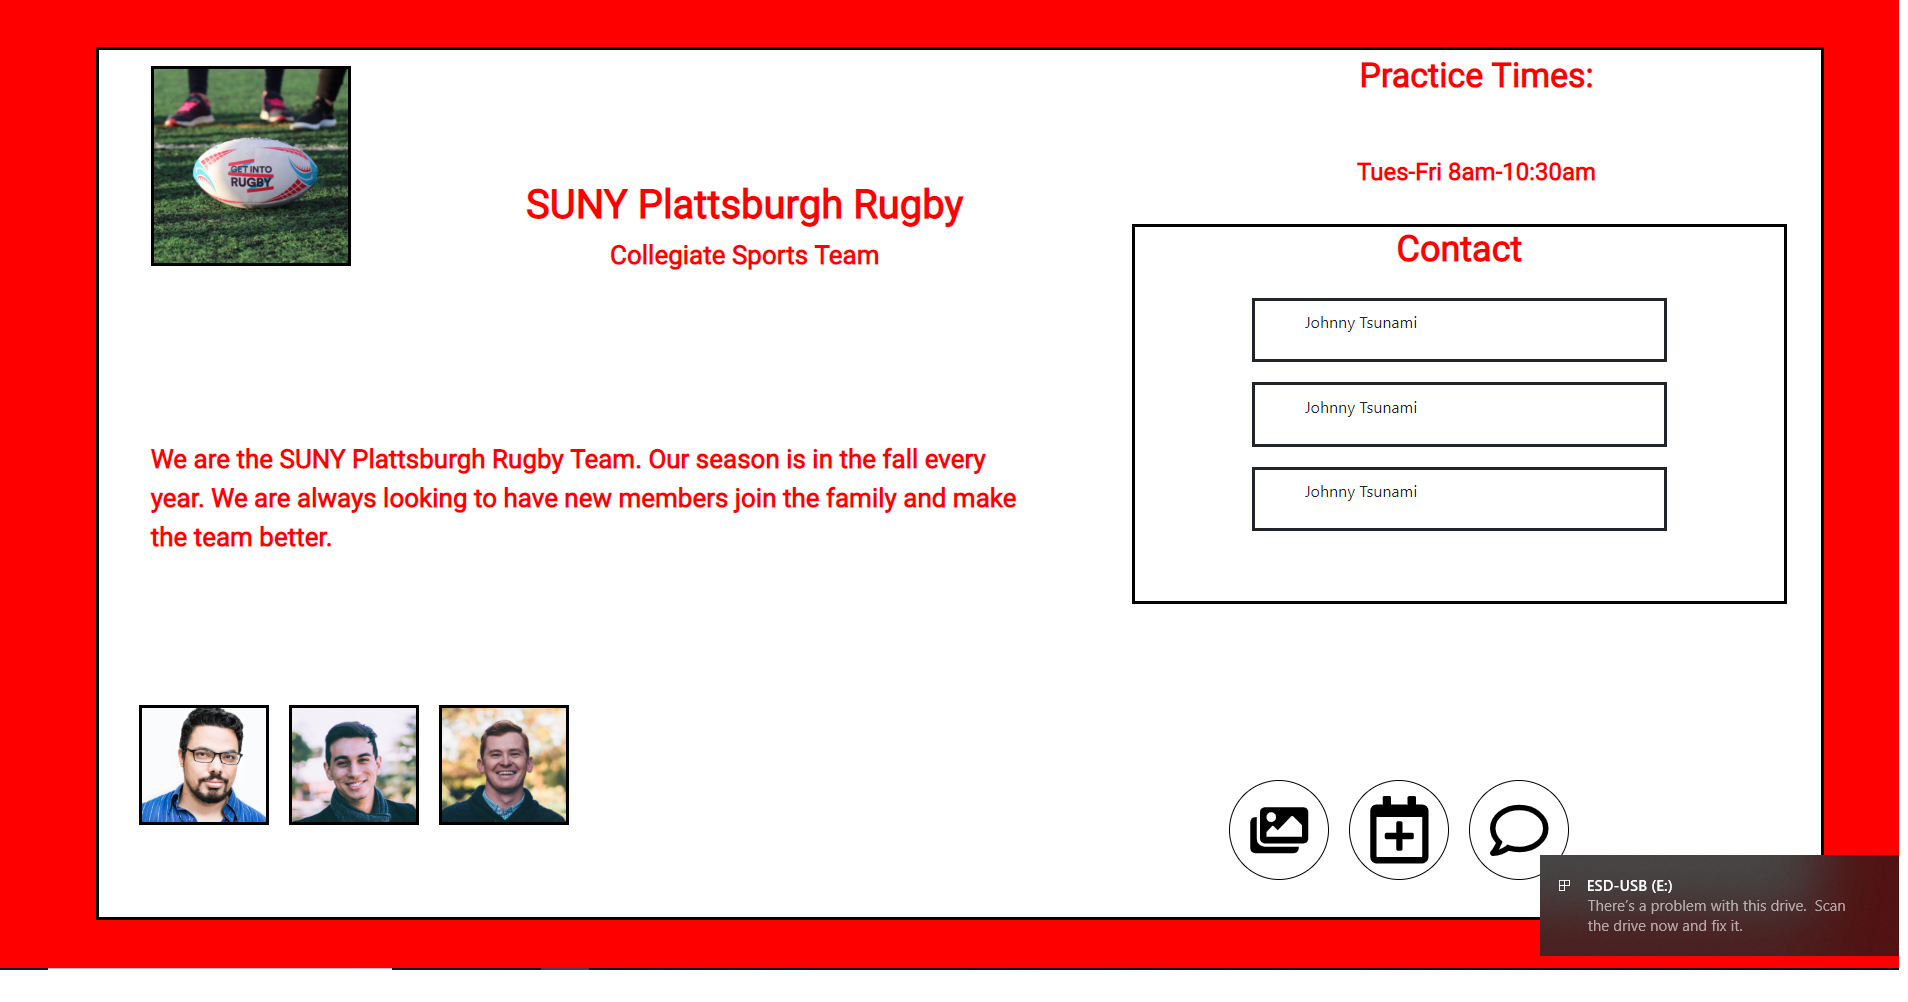 GET INTO
RUGBY
SUNY Plattsburgh Rugby
Collegiate Sports Team
We are the SUNY Plattsburgh Rugby Team. Our season is in the fall every
year. We are always looking to have new members join the family and make
the team better.
Practice Times:
Tues-Fri 8am-10:30am
Contact
Johnny Tsunami
Johnny Tsunami
Johnny Tsunami
ESD-USB (E:)
There's a problem with this drive. Scan
the drive now and fix it.